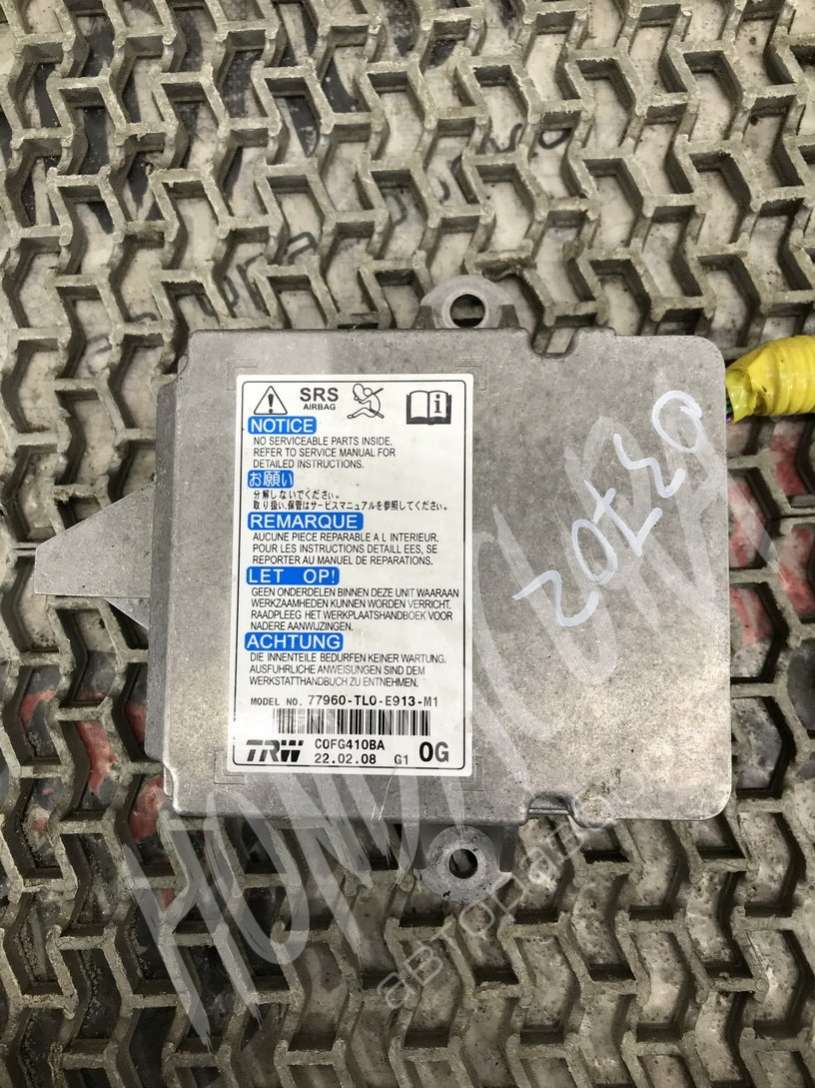 SRS
AIRBAG
NOTICE
NO SERVICEABLE PARTS INSIDE.
REFER TO SERVICE MANUAL FOR
DETAILED INSTRUCTIONS.
お願い
分解しないでください。
取り扱い、保管はサービスマニュアルを参照してください。
REMARQUE
AUCUNE PIECE REPARABLE A L INTERIEUR.
POUR LES INSTRUCTIONS DETAILL EES, SE
REPORTER AU MANUEL DE REPARATIONS.
LET OP!
GEEN ONDERDELEN BINNEN DEZE UNIT WAARAAN
WERKZAAMHEDEN KUNNEN WORDEN VERRICHT.
RAADPLEEG HET WERKPLAATSHANDBOEK VOOR
NADERE AANWIJZINGEN.
ACHTUNG
DIE INNENTEILE BEDURFEN KEINER WARTUNG.
AUSFUHRLICHE ANWEISUNGEN SIND DEM
WERKSTATTHANDBUCH ZU ENTNEHMEN.
MODEL NO. 77960-TL0-E913-M1
TRW C0FG410BA
22.02.08 G1 0G